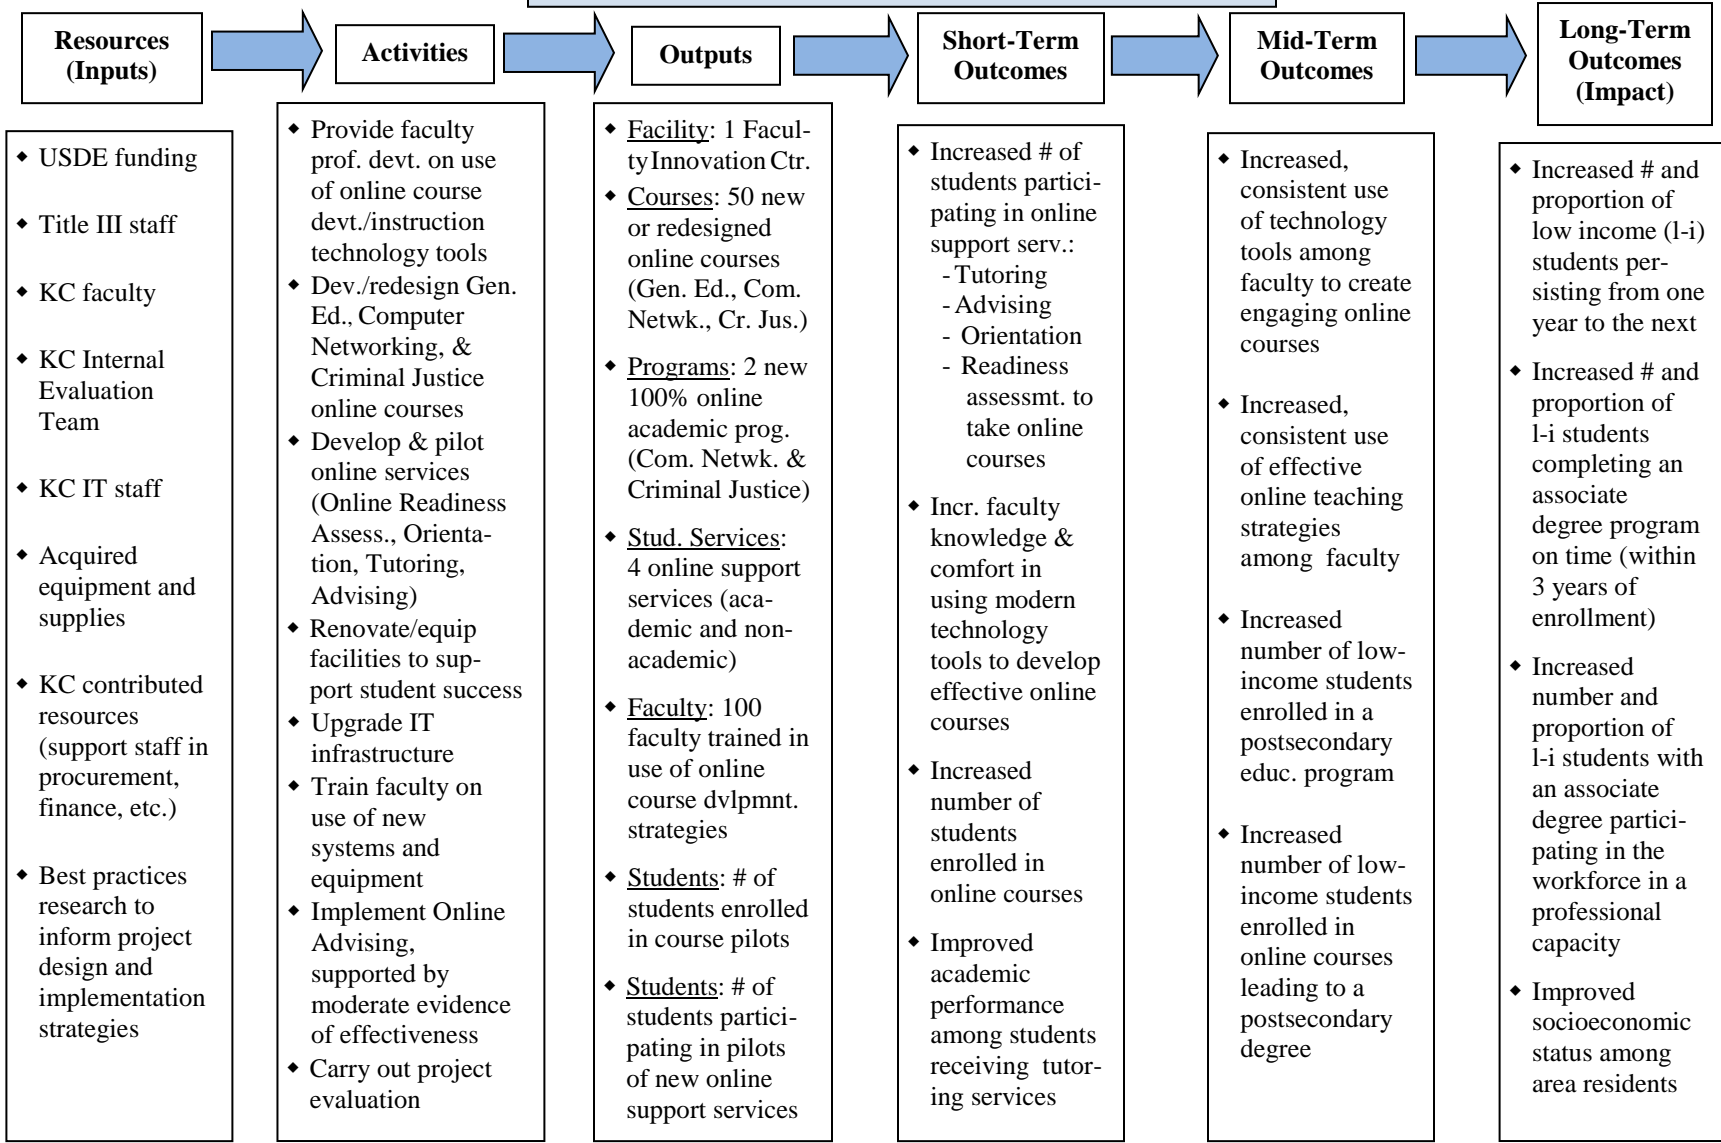 Resources
(Inputs)
Activities
Outputs
Short-Term
Outcomes
Mid-Term
Outcomes
Long-Term
Outcomes
(Impact)
◆ USDE funding
◆ Title III staff
◆ KC faculty
◆ KC Internal
Evaluation
Team
◆ KC IT staff
◆ Acquired
equipment and
supplies
◆ KC contributed
resources
(support staff in
procurement,
finance, etc.)
◆ Best practices
research to
inform project
design and
implementation
strategies
◆ Provide faculty
prof. devt. on use
of online course
devt./instruction
technology tools
◆ Dev./redesign Gen.
Ed., Computer
Networking, &
Criminal Justice
online courses
◆ Develop & pilot
online services
(Online Readiness
Assess., Orienta-
tion, Tutoring,
Advising)
◆ Renovate/equip
facilities to sup-
port student success
◆ Upgrade IT
infrastructure
◆ Train faculty on
use of new
systems and
equipment
◆ Implement Online
Advising,
supported by
moderate evidence
of effectiveness
◆ Carry out project
evaluation
◆ Facility: 1 Facul-
ty Innovation Ctr.
◆ Courses: 50 new
or redesigned
online courses
(Gen. Ed., Com.
Netwk., Cr. Jus.)
◆ Programs: 2 new
100% online
academic prog.
(Com. Netwk. &
Criminal Justice)
◆ Stud. Services:
4 online support
services (aca-
demic and non-
academic)
◆ Faculty: 100
faculty trained in
use of online
course dvlpmnt.
strategies
◆ Students: # of
students enrolled
in course pilots
◆ Students: # of
students partici-
pating in pilots
of new online
support services
◆ Increased # of
students partici-
pating in online
support serv.:
- Tutoring
- Advising
- Orientation
- Readiness
assessmt. to
take online
courses
◆ Incr. faculty
knowledge &
comfort in
using modern
technology
tools to develop
effective online
courses
◆ Increased
number of
students
enrolled in
online courses
◆ Improved
academic
performance
among students
receiving tutor-
ing services
◆ Increased,
consistent use
of technology
tools among
faculty to create
engaging online
courses
◆ Increased,
consistent use
of effective
online teaching
strategies
among faculty
◆ Increased
number of low-
income students
enrolled in a
postsecondary
educ. program
◆ Increased
number of low-
income students
enrolled in
online courses
leading to a
postsecondary
degree
◆ Increased # and
proportion of
low income (l-i)
students per-
sisting from one
year to the next
◆ Increased # and
proportion of
l-i students
completing an
associate
degree program
on time (within
3 years of
enrollment)
◆ Increased
number and
proportion of
l-i students with
an associate
degree partici-
pating in the
workforce in a
professional
capacity
◆ Improved
socioeconomic
status among
area residents